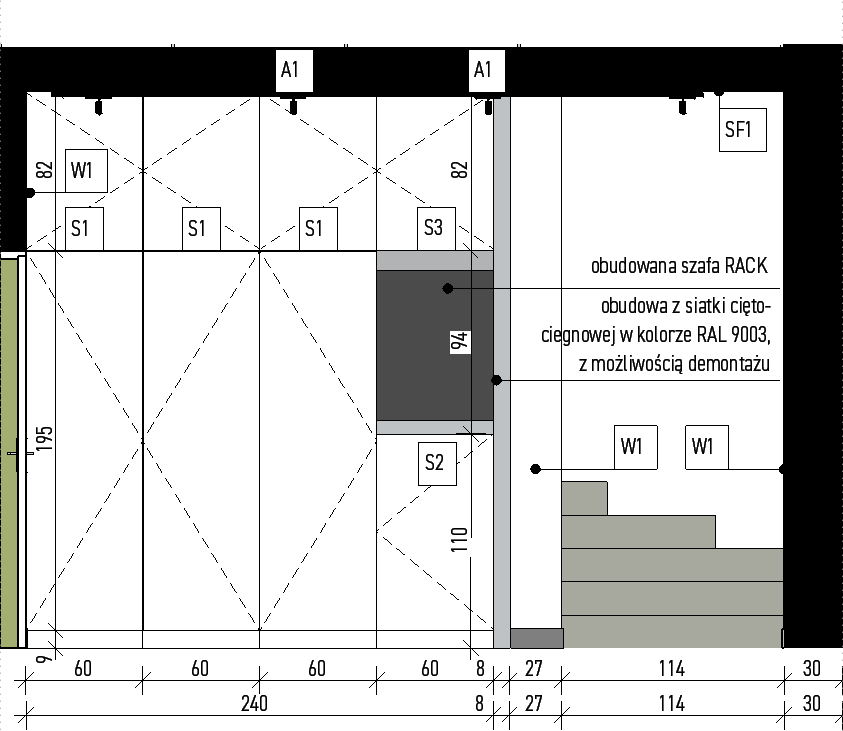 A1
A1
SF1
82
W1
82
S1
S1
S1
S3
obudowana szafa RACK
obudowa z siatki cięto-
ciegnowej w kolorze RAL 9003,
z możliwością demontażu
94
195
W1
W1
S2
110
9
60
60
60
60
8
27
114
30
240
8
27
114
30